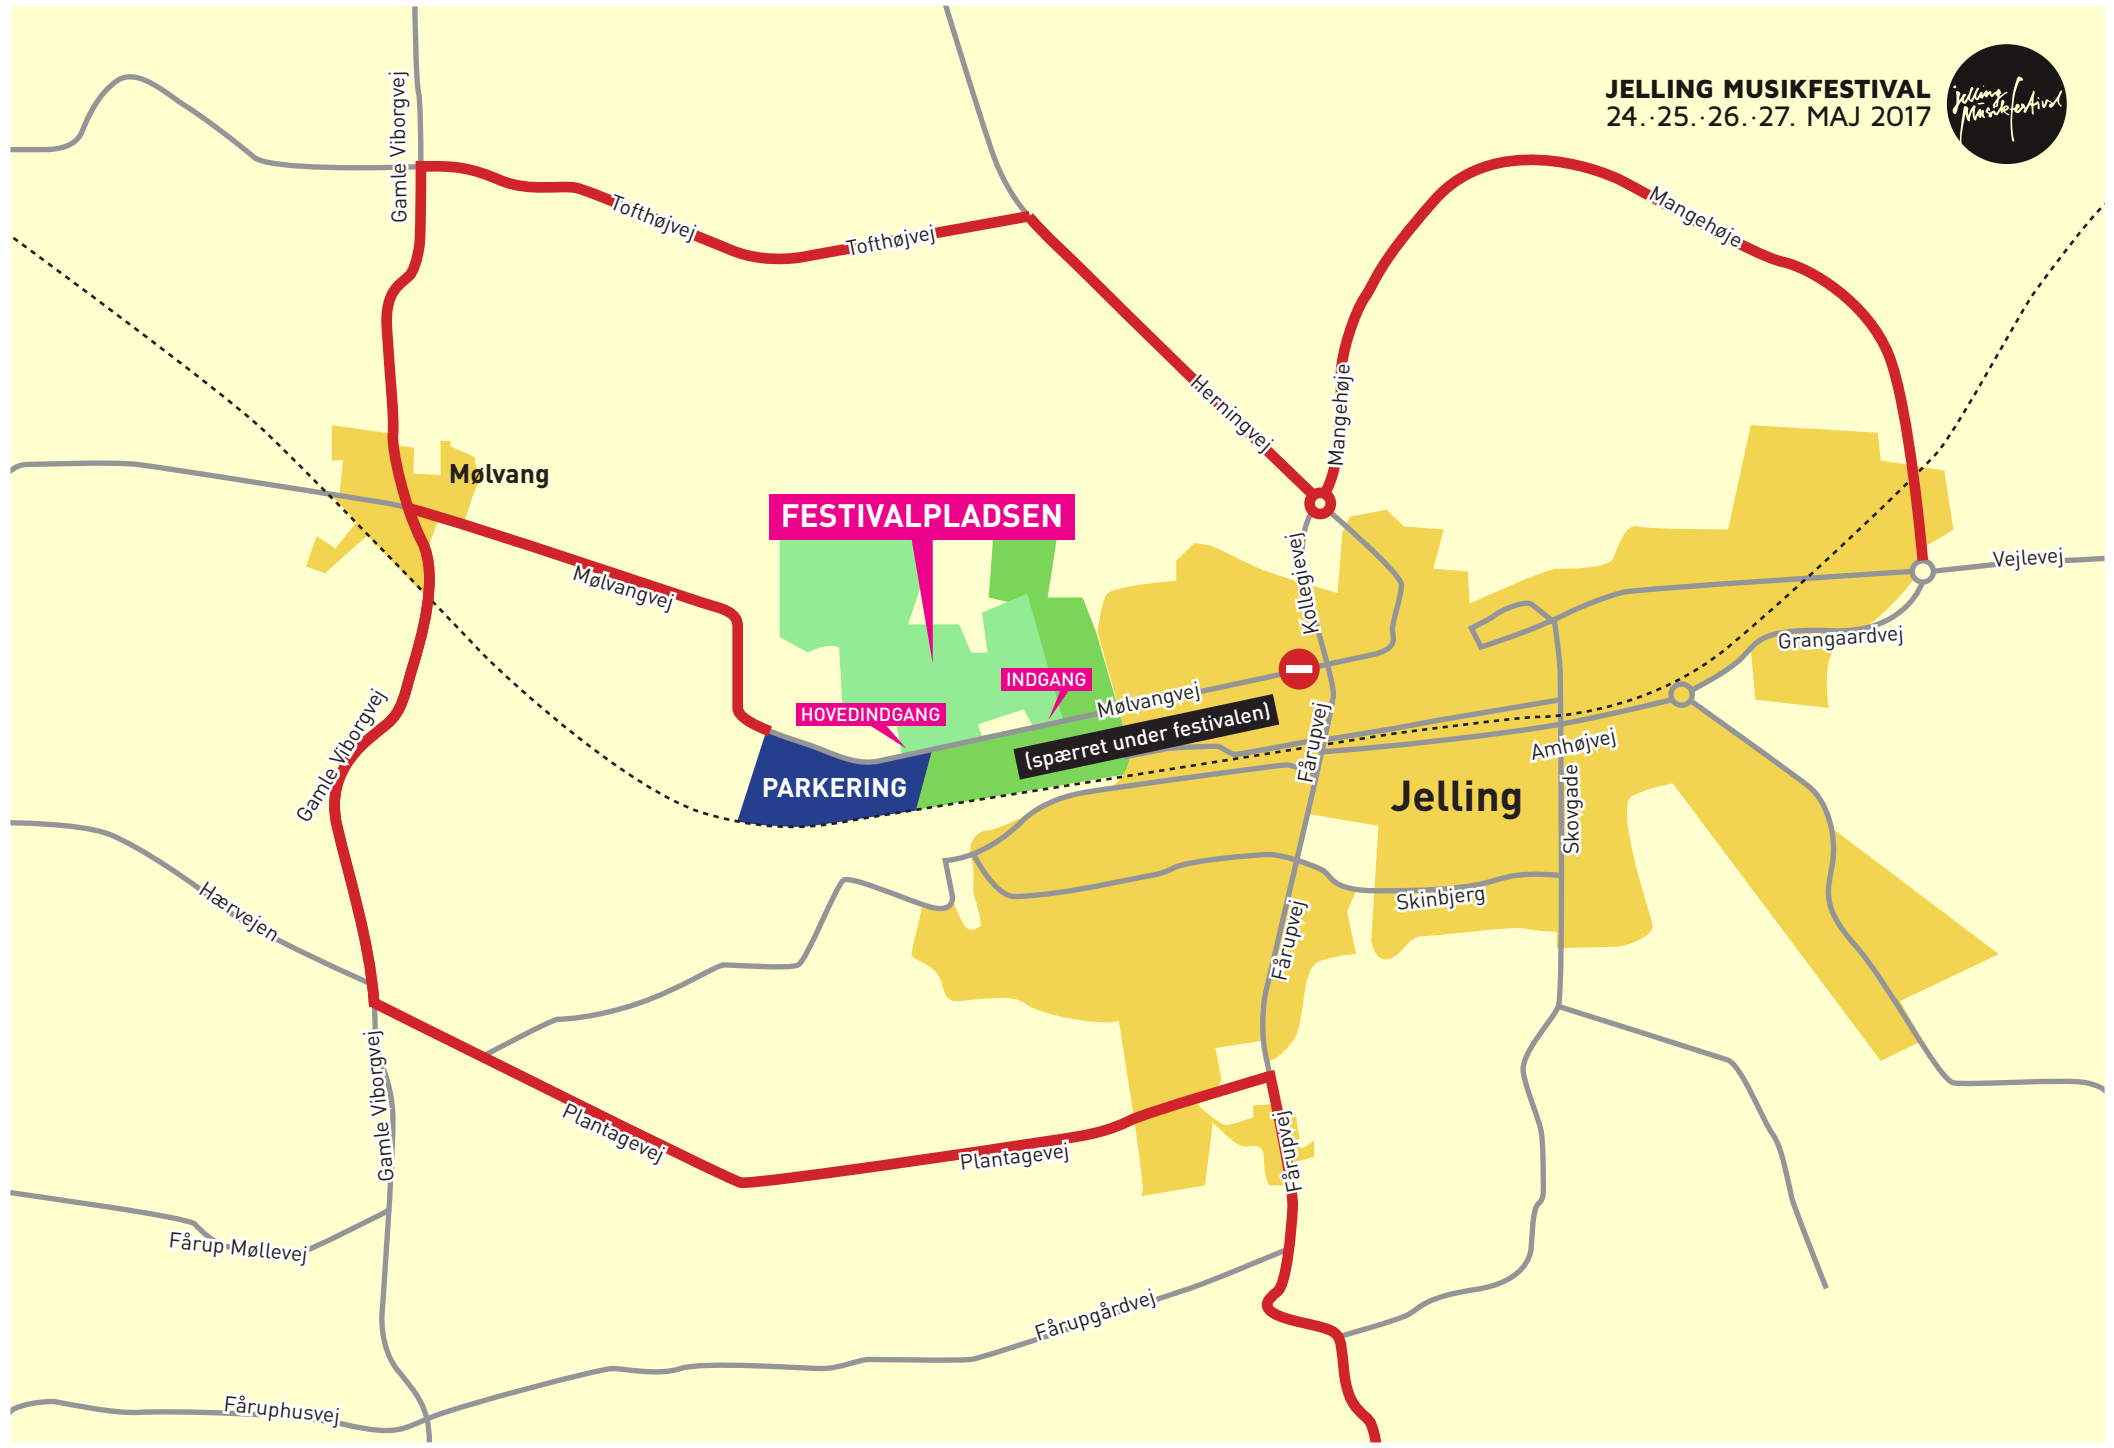 JELLING MUSIKFESTIVAL
24.·25.·26.·27. MAJ 2017
jelling
Musikfestival
Gamle Viborgvej
Tofthøjvej
Tofthøjvej
Mangehøje
Herningvej
Mangehøje
Mølvang
FESTIVALPLADSEN
Kollegievej
Vejlevej
Mølvangvej
Grangaardvej
INDGANG
Mølvangvej
HOVEDINDGANG
(spærret under festivalen)
Fårupvej
Amhøjvej
Gamle Viborgvej
PARKERING
Jelling
Skovgade
Hærvejen
Skinbjerg
Fårupvej
Gamle Viborgvej
Plantagevej
Plantagevej
Fårupvej
Fårup Møllevej
Fårupgårdvej
Fåruphusvej